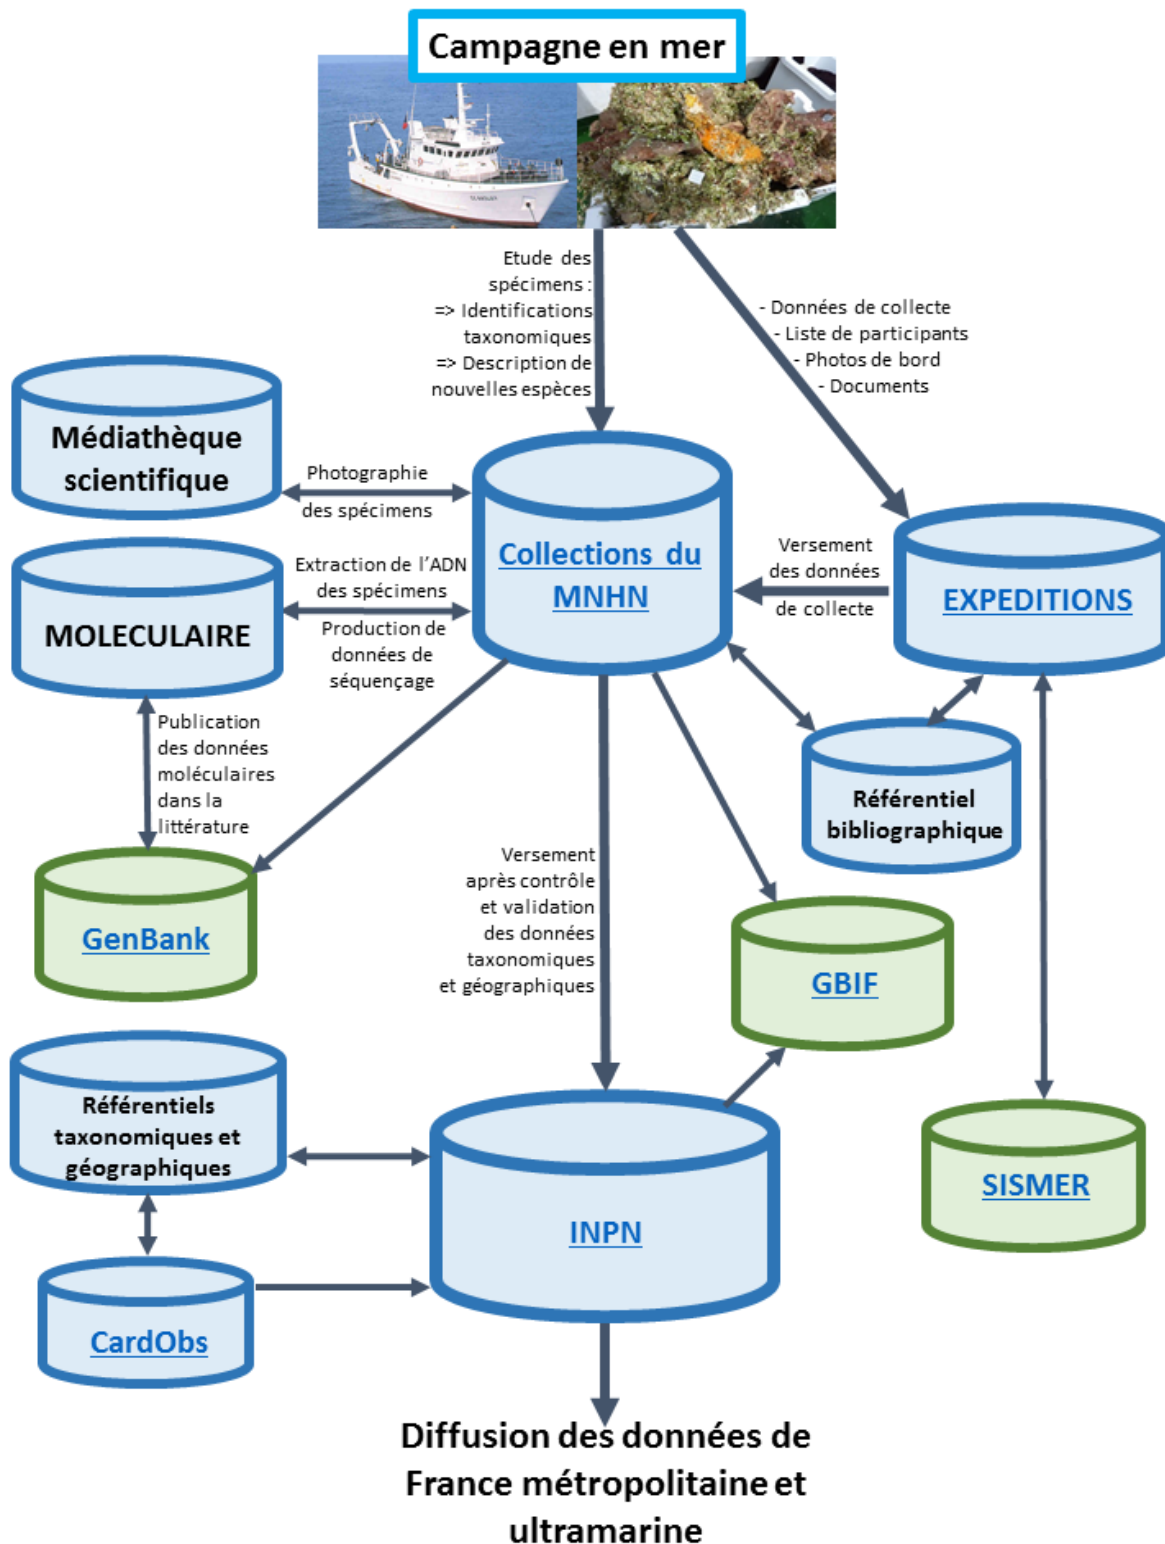 Campagne en mer
Etude des
spécimens :
=> Identifications
taxonomiques
=> Description de
nouvelles espèces
- Données de collecte
- Liste de participants
- Photos de bord
- Documents
Médiathèque
scientifique
Photographie
des spécimens
Collections du
MNHN
Versement
des données
de collecte
EXPEDITIONS
MOLECULAIRE
Extraction de l'ADN
des spécimens
Production de
données de
séquençage
Publication
des données
moléculaires
dans la
littérature
Référentiel
bibliographique
GenBank
Versement
après contrôle
et validation
des données
taxonomiques
et géographiques
GBIF
Référentiels
taxonomiques et
géographiques
INPN
SISMER
CardObs
Diffusion des données de
France métropolitaine et
ultramarine